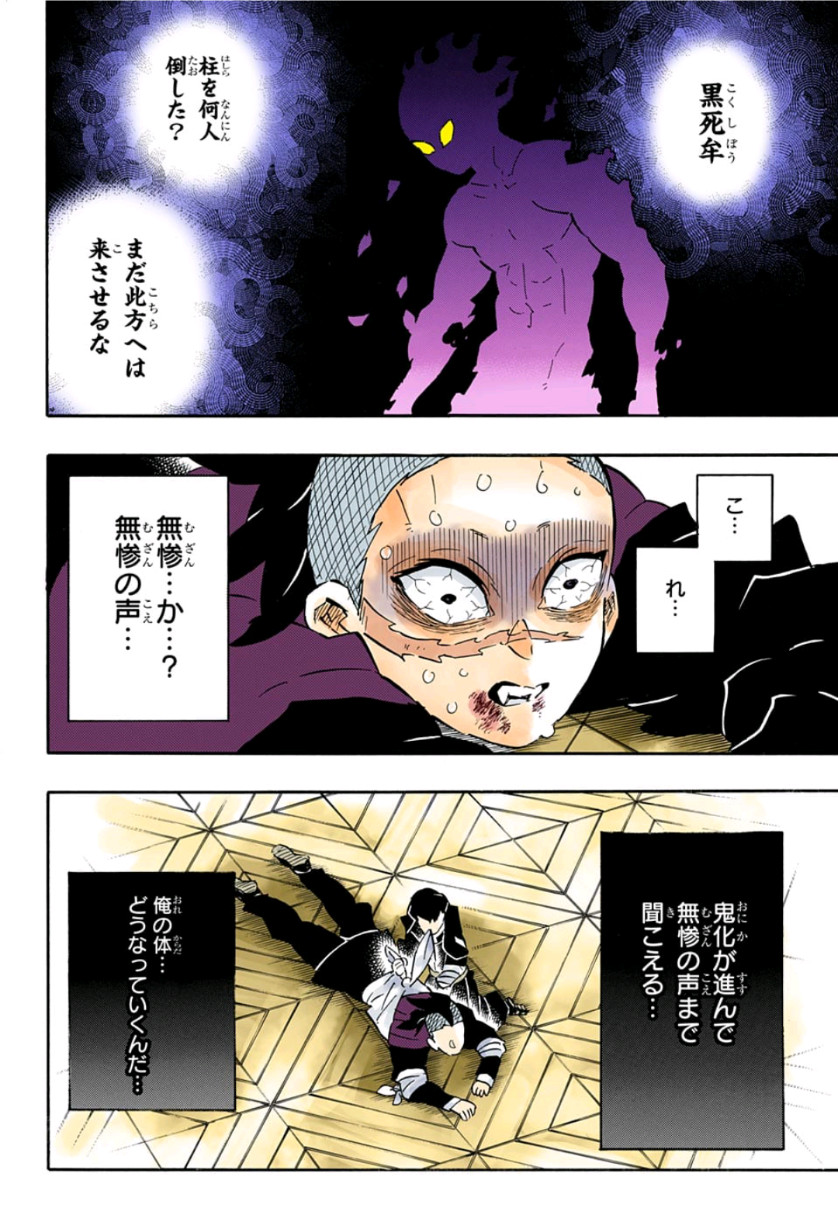 黒死牟
柱を何人
倒した？
まだ此方へは
来させるな
こ…
れ…
無惨…か…？
無惨の声…
鬼化が進んで
無惨の声まで
聞こえる…
俺の体…
どうなっていくんだ…